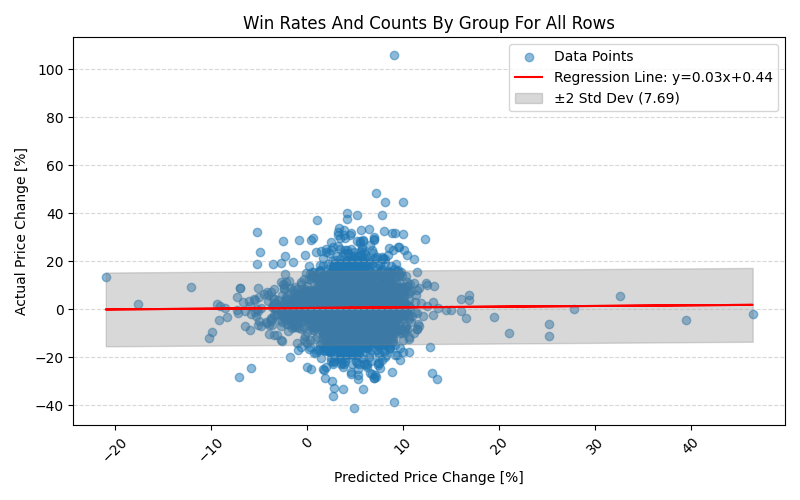 Win Rates And Counts By Group For All Rows
Data Points
Regression Line: y=0.03x+0.44
±2 Std Dev (7.69)
Actual Price Change [%]
100
80
60
40
20
0
−20
−40
−20
−10
0
10
20
30
40
Predicted Price Change [%]